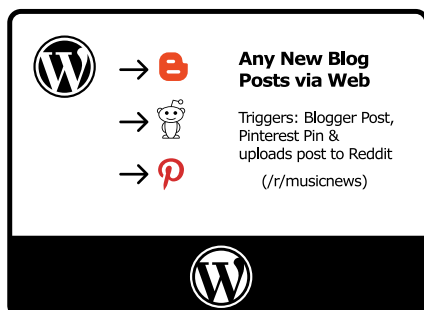 Any New Blog
Posts via Web
Triggers: Blogger Post,
Pinterest Pin &
uploads post to Reddit
(/r/musicnews)